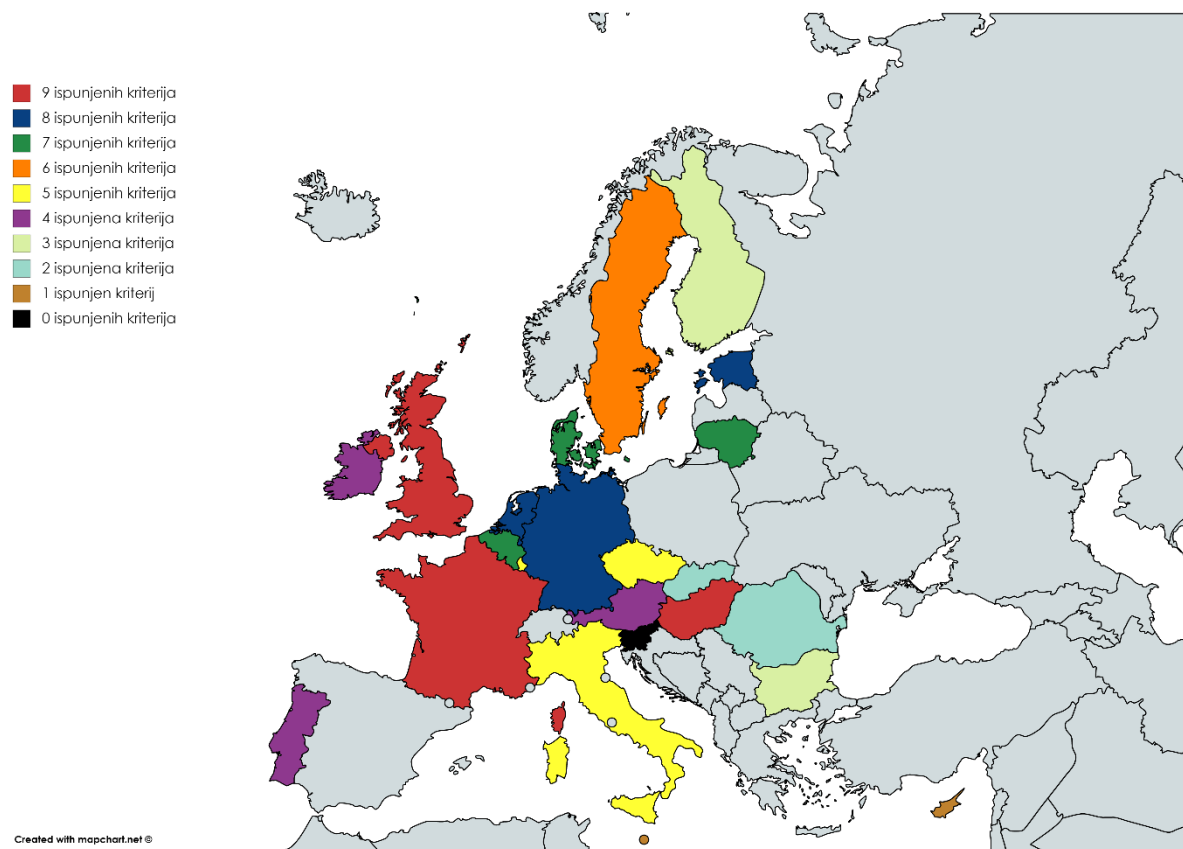 9 ispunjenih kriterija
8 ispunjenih kriterija
7 ispunjenih kriterija
6 ispunjenih kriterija
5 ispunjenih kriterija
4 ispunjena kriterija
3 ispunjena kriterija
2 ispunjena kriterija
1 ispunjen kriterij
0 ispunjenih kriterija
Created with mapchart.net ©